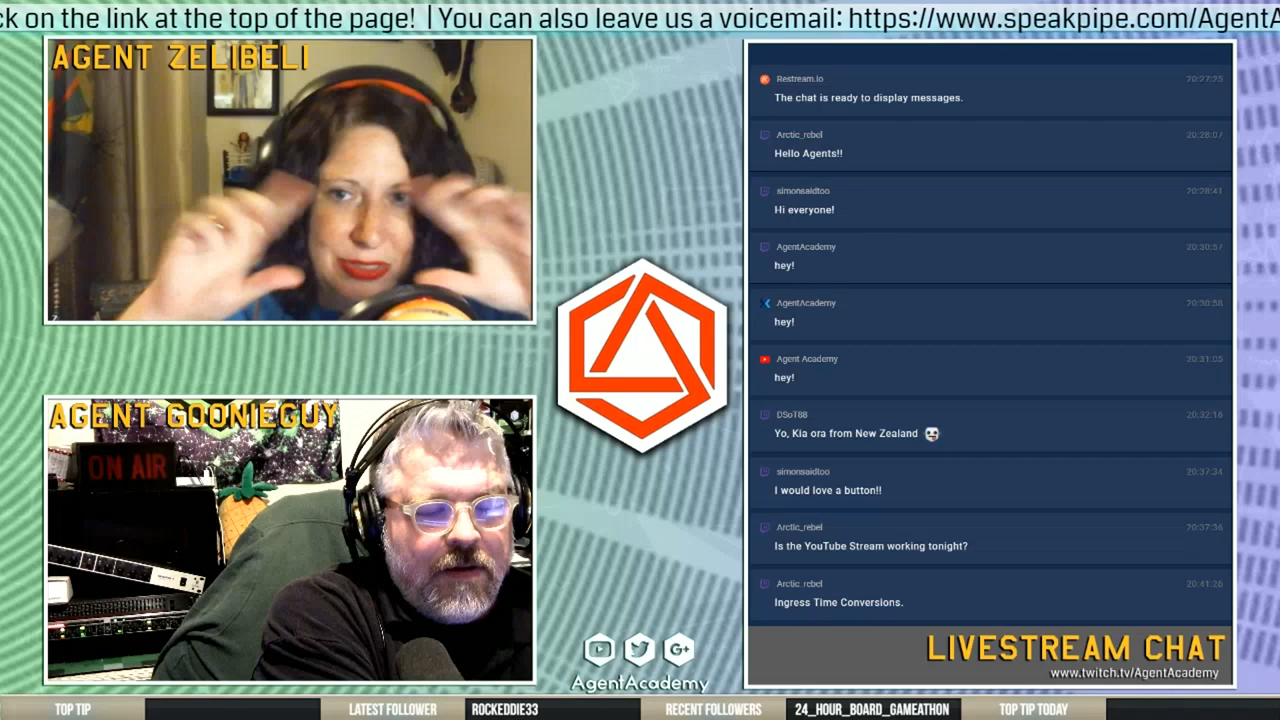 ck on the link at the top of the page! | You can also leave us a voicemail: https://www.speakpipe.com/AgentA
AGENT ZELIBELI
AGENT GOONIEGUY
ON AIR
Restream.io 20:27:25
The chat is ready to display messages.
Arctic_rebel 20:28:07
Hello Agents!!
simonsaidtoo 20:28:41
Hi everyone!
AgentAcademy 20:30:57
hey!
AgentAcademy 20:30:58
hey!
Agent Academy 20:31:05
hey!
DSoT88 20:32:16
Yo, Kia ora from New Zealand
simonsaidtoo 20:37:34
I would love a button!!
Arctic_rebel 20:37:36
Is the YouTube Stream working tonight?
Arctic_rebel 20:41:26
Ingress Time Conversions.
LIVESTREAM CHAT
www.twitch.tv/AgentAcademy
G+
AgentAcademy
TOP TIP LATEST FOLLOWER ROCKEDDIE33 RECENT FOLLOWERS 24_HOUR_BOARD_GAMEATHON TOP TIP TODAY